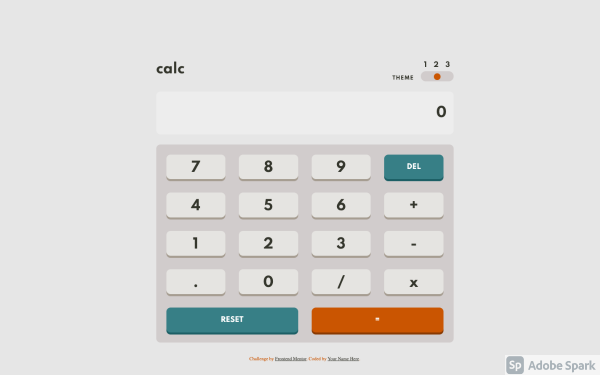 calc
1 2 3
THEME
0
7 8 9 DEL
4 5 6 +
1 2 3 -
. 0 / x
RESET =
Challenge by Frontend Mentor. Coded by Your Name Here
Sp Adobe Spark